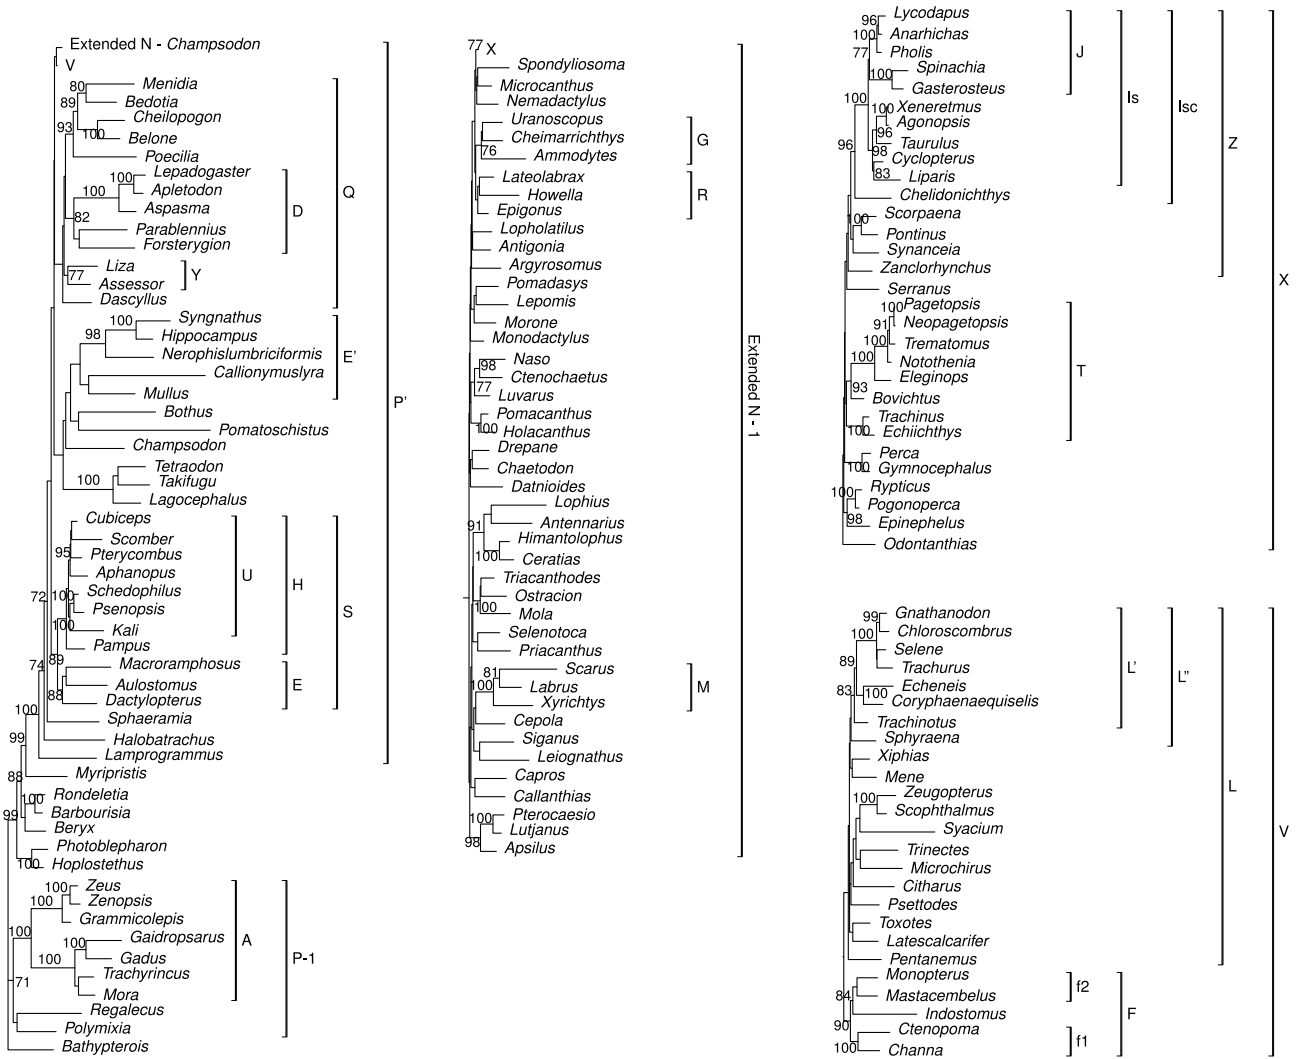 Extended N - Champsodon
V
Menidia
80
Bedotia
89
Cheilopogon
93
100
Belone
Poecilia
Lepadogaster
100
Apletodon
100
Aspasma
82
Parablennius
Forsterygion
D
Q
Liza
77
Assessor
Y
Dascyllus
Syngnathus
100
Hippocampus
98
Nerophislumbriciformis
E'
Callionymuslyra
Mullus
Bothus
Pomatoschistus
Champsodon
P'
Tetraodon
100
Takifugu
Lagocephalus
Cubiceps
Scomber
95
Pterycombus
Aphanopus
U
H
Schedophilus
100
Psenopsis
72
100
Kali
Pampus
S
89
Macroramphosus
74
Aulostomus
E
88
Dactylopterus
100
Sphaeramia
99
Halobatrachus
Lamprogrammus
88
Myripristis
Rondeletia
100
Barbourisia
99
Beryx
Photoblepharon
100
Hoplostethus
Zeus
100
Zenopsis
100
Grammicolepis
100
Gaidropsarus
100
Gadus
100
Trachyrincus
Mora
A
P-1
71
Regalecus
Polymixia
Bathypterois
77
X
Spondyliosoma
Microcanthus
Nemadactylus
Uranoscopus
Cheimarrichthys
G
76
Ammodytes
Lateolabrax
Howella
R
Epigonus
Lopholatilus
Antigonia
Argyrosomus
Pomadasys
Lepomis
Morone
Monodactylus
Naso
98
Ctenochaetus
77
Luvarus
Pomacanthus
100
Holacanthus
Drepane
Chaetodon
Datnioides
Extended N - 1
Lophius
91
Antennarius
Himantolophus
100
Ceratias
Triacanthodes
Ostracion
100
Mola
Selenotoca
Priacanthus
Scarus
81
Labrus
100
M
Xyrichtys
Cepola
Siganus
Leiognathus
Capros
Callanthias
Pterocaesio
100
Lutjanus
98
Apsilus
Lycodapus
96
Anarhichas
100
Pholis
77
J
Spinachia
100
Gasterosteus
100
Is
Isc
Xeneretmus
Agonopsis
96
Taurulus
96
98
Cyclopterus
83
Liparis
Z
Chelidonichthys
Scorpaena
100
Pontinus
Synanceia
Zanclorhynchus
Serranus
X
Pagetopsis
100
Neopagetopsis
91
Trematomus
100
Notothenia
100
Eleginops
T
93
Bovichtus
Trachinus
100
Echiichthys
Perca
100
Gymnocephalus
Rypticus
100
Pogonoperca
98
Epinephelus
Odontanthias
Gnathanodon
99
Chloroscombrus
100
Selene
89
Trachurus
L'
L''
Echeneis
83
100
Coryphaenaequiselis
Trachinotus
Sphyraena
Xiphias
Mene
L
Zeugopterus
100
Scophthalmus
Syacium
V
Trinectes
Microchirus
Citharus
Psettodes
Toxotes
Latescalcarifer
Pentanemus
Monopterus
f2
84
Mastacembelus
Indostomus
F
90
Ctenopoma
f1
100
Channa